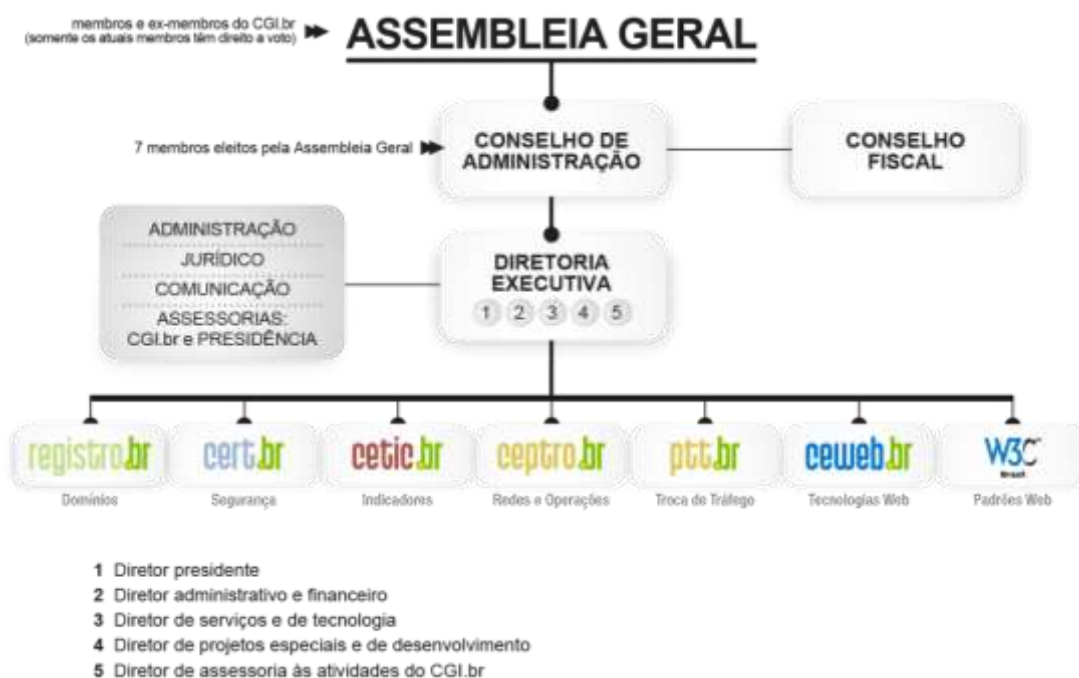 membros e ex-membros do CGI.br
(somente os atuais membros têm direito a voto)
ASSEMBLEIA GERAL
7 membros eleitos pela Assembleia Geral
CONSELHO DE
ADMINISTRAÇÃO
CONSELHO
FISCAL
ADMINISTRAÇÃO
JURÍDICO
COMUNICAÇÃO
ASSESSORIAS:
CGI.br e PRESIDÊNCIA
DIRETORIA
EXECUTIVA
1 2 3 4 5
registro.br
cert.br
cetic.br
ceptro.br
ptt.br
ceweb.br
W3C
Brasil
Domínios
Segurança
Indicadores
Redes e Operações
Troca de Tráfego
Tecnologias Web
Padrões Web
1 Diretor presidente
2 Diretor administrativo e financeiro
3 Diretor de serviços e de tecnologia
4 Diretor de projetos especiais e de desenvolvimento
5 Diretor de assessoria às atividades do CGI.br